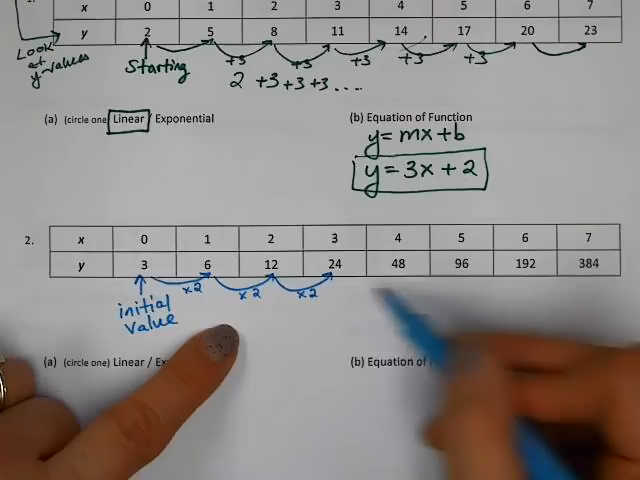 x 0 1 2 3 4 5 6 7
y 2 5 8 11 14 17 20 23
Look
at
y-values
Starting
+3 +3 +3 +3 +3
2 +3 +3 +3 ....
(a) (circle one) Linear / Exponential
(b) Equation of Function
y = mx + b
y = 3x + 2
2.
x 0 1 2 3 4 5 6 7
y 3 6 12 24 48 96 192 384
x2 x2 x2
initial
value
(a) (circle one) Linear /
(b) Equation of